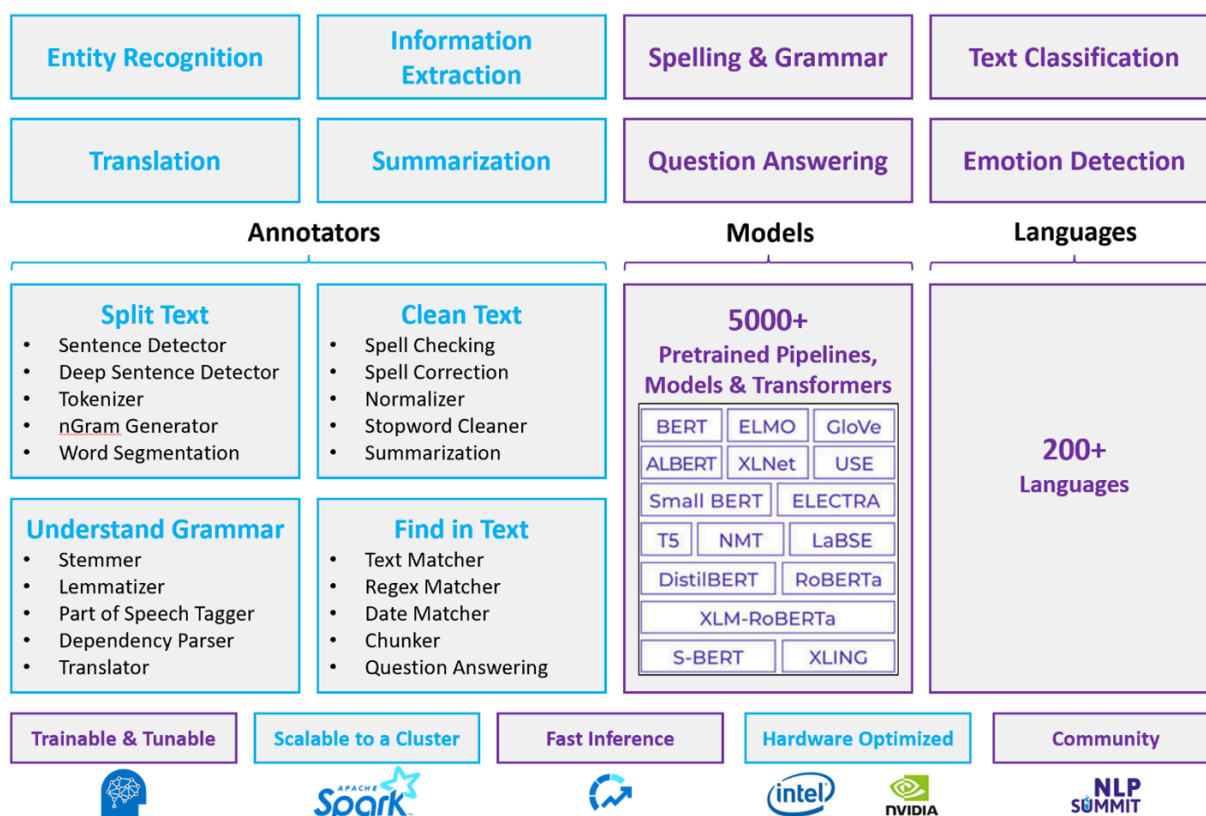 Entity Recognition
Information
Extraction
Spelling & Grammar
Text Classification
Translation
Summarization
Question Answering
Emotion Detection
Annotators
Models
Languages
Split Text
• Sentence Detector
• Deep Sentence Detector
• Tokenizer
• nGram Generator
• Word Segmentation
Clean Text
• Spell Checking
• Spell Correction
• Normalizer
• Stopword Cleaner
• Summarization
Understand Grammar
• Stemmer
• Lemmatizer
• Part of Speech Tagger
• Dependency Parser
• Translator
Find in Text
• Text Matcher
• Regex Matcher
• Date Matcher
• Chunker
• Question Answering
5000+
Pretrained Pipelines,
Models & Transformers
BERT ELMO GloVe
ALBERT XLNet USE
Small BERT ELECTRA
T5 NMT LaBSE
DistilBERT RoBERTa
XLM-RoBERTa
S-BERT XLING
200+
Languages
Trainable & Tunable
Scalable to a Cluster
Fast Inference
Hardware Optimized
Community
APACHE
Spark
intel
NVIDIA
NLP
SUMMIT